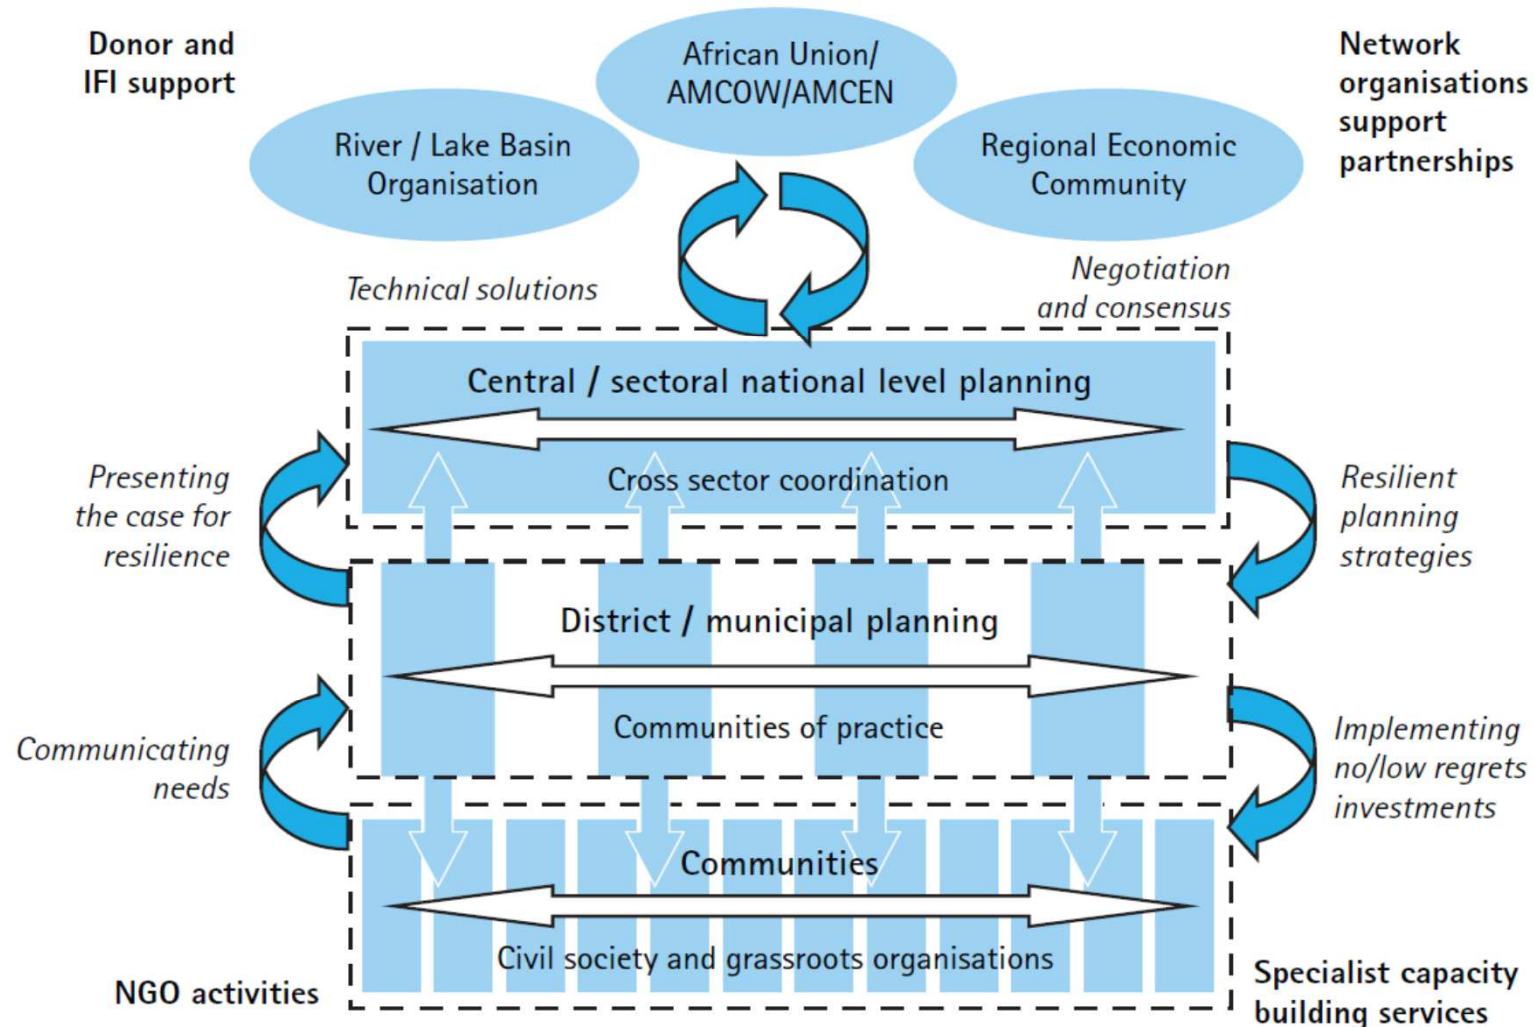 Donor and
IFI support
African Union/
AMCOW/AMCEN
Network
organisations
support
partnerships
River / Lake Basin
Organisation
Regional Economic
Community
Technical solutions
Negotiation
and consensus
Central / sectoral national level planning
Cross sector coordination
Presenting
the case for
resilience
Resilient
planning
strategies
District / municipal planning
Communities of practice
Communicating
needs
Implementing
no/low regrets
investments
Communities
Civil society and grassroots organisations
NGO activities
Specialist capacity
building services